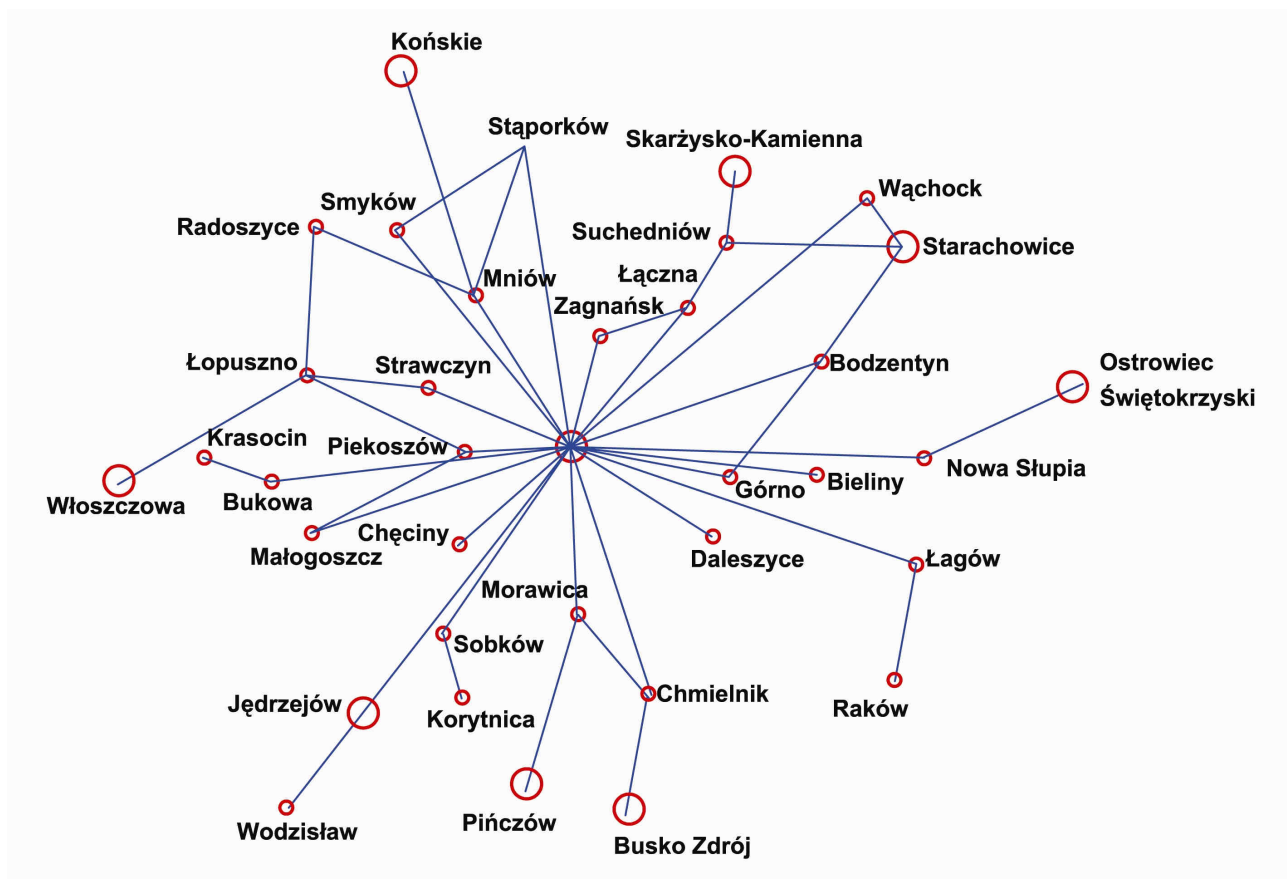 Końskie
Stąporków
Skarżysko-Kamienna
Wąchock
Smyków
Radoszyce
Suchedniów
Starachowice
Łączna
Mniów
Zagnańsk
Łopuszno
Strawczyn
Bodzentyn
Ostrowiec
Świętokrzyski
Krasocin
Piekoszów
Nowa Słupia
Bieliny
Górno
Włoszczowa
Bukowa
Chęciny
Małogoszcz
Daleszyce
Łagów
Morawica
Sobków
Chmielnik
Jędrzejów
Korytnica
Raków
Wodzisław
Pińczów
Busko Zdrój